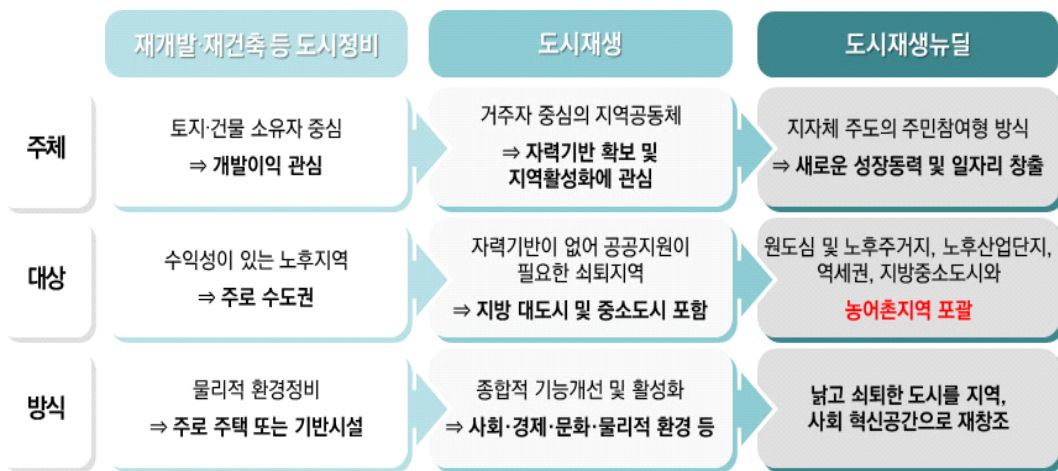 재개발·재건축 등 도시정비
도시재생
도시재생뉴딜
주체
토지·건물 소유자 중심
⇒ 개발이익 관심
거주자 중심의 지역공동체
⇒ 자력기반 확보 및
지역활성화에 관심
지자체 주도의 주민참여형 방식
⇒ 새로운 성장동력 및 일자리 창출
대상
수익성이 있는 노후지역
⇒ 주로 수도권
자력기반이 없어 공공지원이
필요한 쇠퇴지역
⇒ 지방 대도시 및 중소도시 포함
원도심 및 노후주거지, 노후산업단지,
역세권, 지방중소도시와
농어촌지역 포괄
방식
물리적 환경정비
⇒ 주로 주택 또는 기반시설
종합적 기능개선 및 활성화
⇒ 사회·경제·문화·물리적 환경 등
낡고 쇠퇴한 도시를 지역,
사회 혁신공간으로 재창조